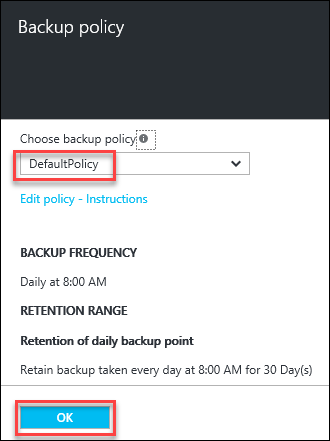 Backup policy
Choose backup policy
DefaultPolicy
Edit policy - Instructions
BACKUP FREQUENCY
Daily at 8:00 AM
RETENTION RANGE
Retention of daily backup point
Retain backup taken every day at 8:00 AM for 30 Day(s)
OK